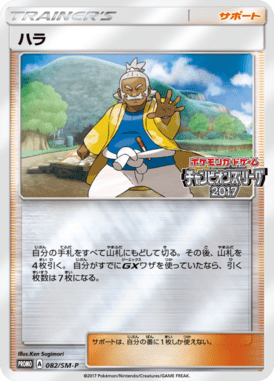 TRAINER'S サポート
ハラ
ポケモンカードゲーム
チャンピオンズリーグ
2017
自分の手札をすべて山札にもどして切る。その後、山札を
4枚引く。自分がすでにGXワザを使っていたなら、引く
枚数は7枚になる。
Illus.Ken Sugimori
PROMO A 082/SM-P
サポートは、自分の番に1枚しか使えない。
©2017 Pokémon/Nintendo/Creatures/GAME FREAK.